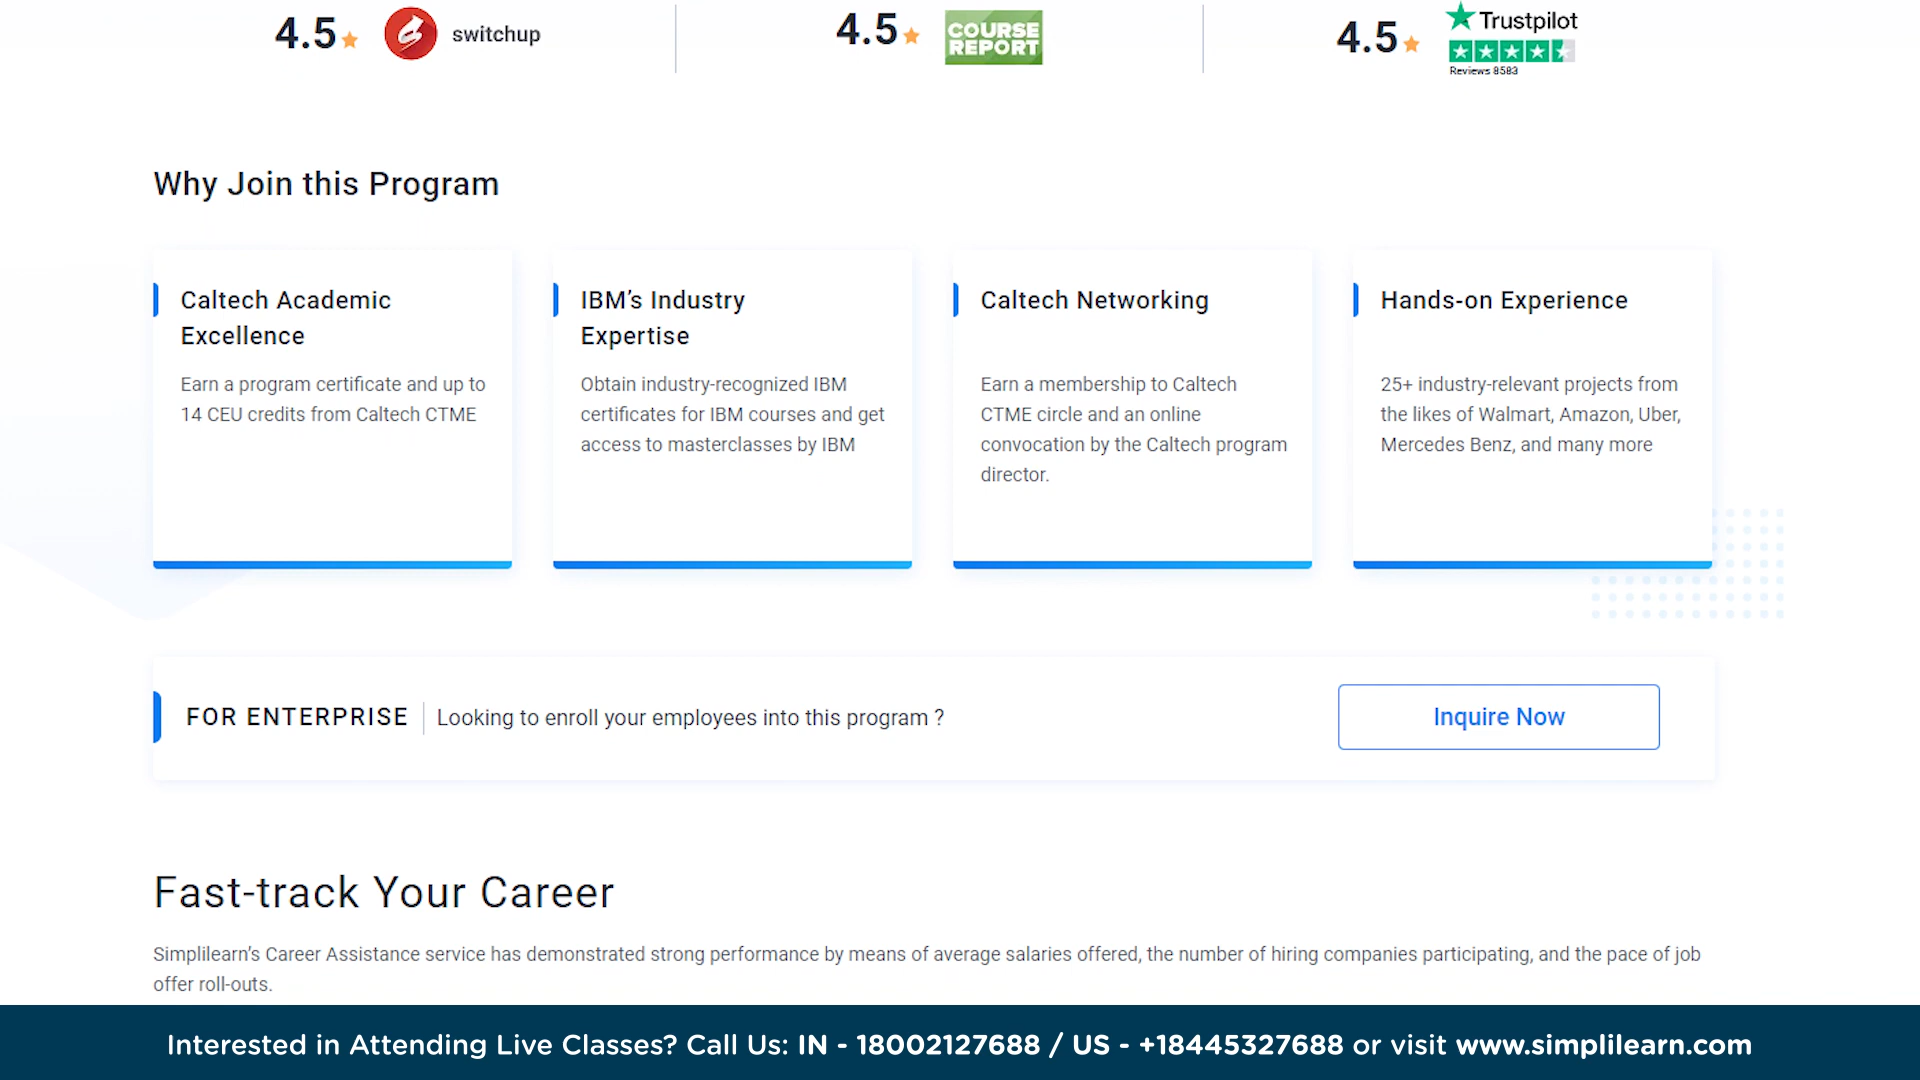 4.5 switchup
4.5 COURSE REPORT
4.5 Trustpilot
Reviews 8583
Why Join this Program
Caltech Academic
Excellence
Earn a program certificate and up to
14 CEU credits from Caltech CTME
IBM’s Industry
Expertise
Obtain industry-recognized IBM
certificates for IBM courses and get
access to masterclasses by IBM
Caltech Networking
Earn a membership to Caltech
CTME circle and an online
convocation by the Caltech program
director.
Hands-on Experience
25+ industry-relevant projects from
the likes of Walmart, Amazon, Uber,
Mercedes Benz, and many more
FOR ENTERPRISE Looking to enroll your employees into this program ?
Inquire Now
Fast-track Your Career
Simplilearn’s Career Assistance service has demonstrated strong performance by means of average salaries offered, the number of hiring companies participating, and the pace of job
offer roll-outs.
Interested in Attending Live Classes? Call Us: IN - 18002127688 / US - +18445327688 or visit www.simplilearn.com